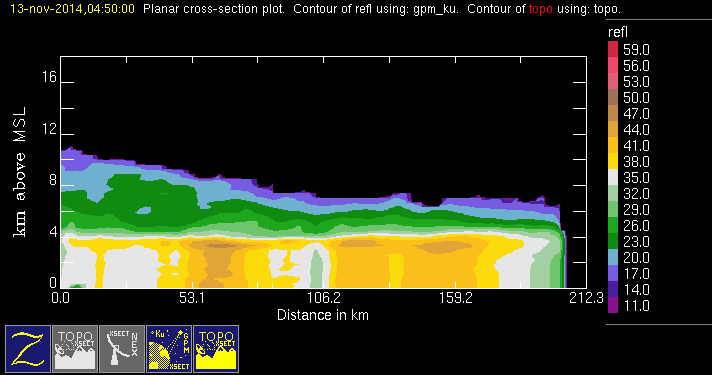 13-nov-2014,04:50:00 Planar cross-section plot. Contour of refl using: gpm_ku. Contour of topo using: topo.
refl
59.0
56.0
53.0
50.0
47.0
44.0
41.0
38.0
35.0
32.0
29.0
26.0
23.0
20.0
17.0
14.0
11.0
km above MSL
16
12
8
4
0
0.0 53.1 106.2 159.2 212.3
Distance in km
Z
TOPO
XSECT
XSECT
XM2
Ku
GPM
XSECT
TOPO
XSECT